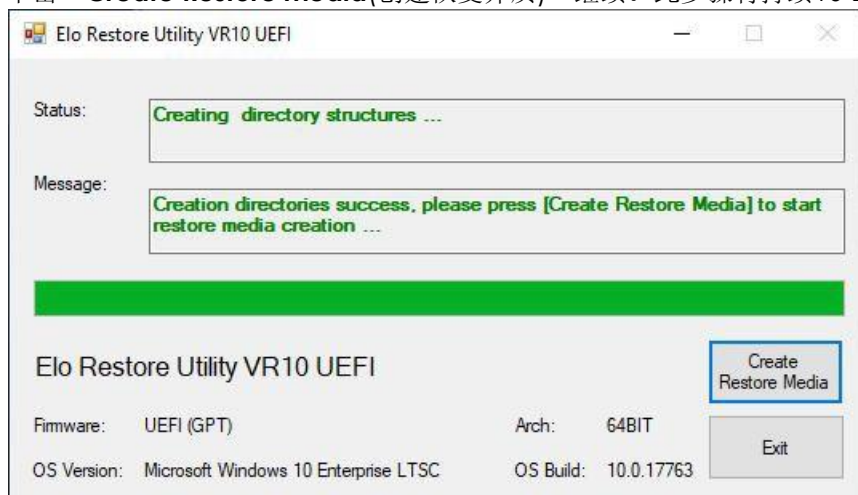 Elo Restore Utility VR10 UEFI
Status:
Creating directory structures ...
Message:
Creation directories success, please press [Create Restore Media] to start
restore media creation ...
Elo Restore Utility VR10 UEFI
Create
Restore Media
Firmware: UEFI (GPT)
Arch: 64BIT
Exit
OS Version: Microsoft Windows 10 Enterprise LTSC
OS Build: 10.0.17763